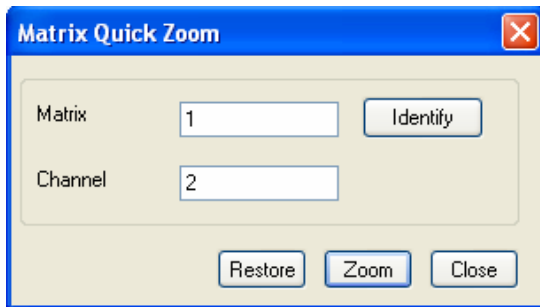 Matrix Quick Zoom
Matrix 1 Identify
Channel 2
Restore Zoom Close